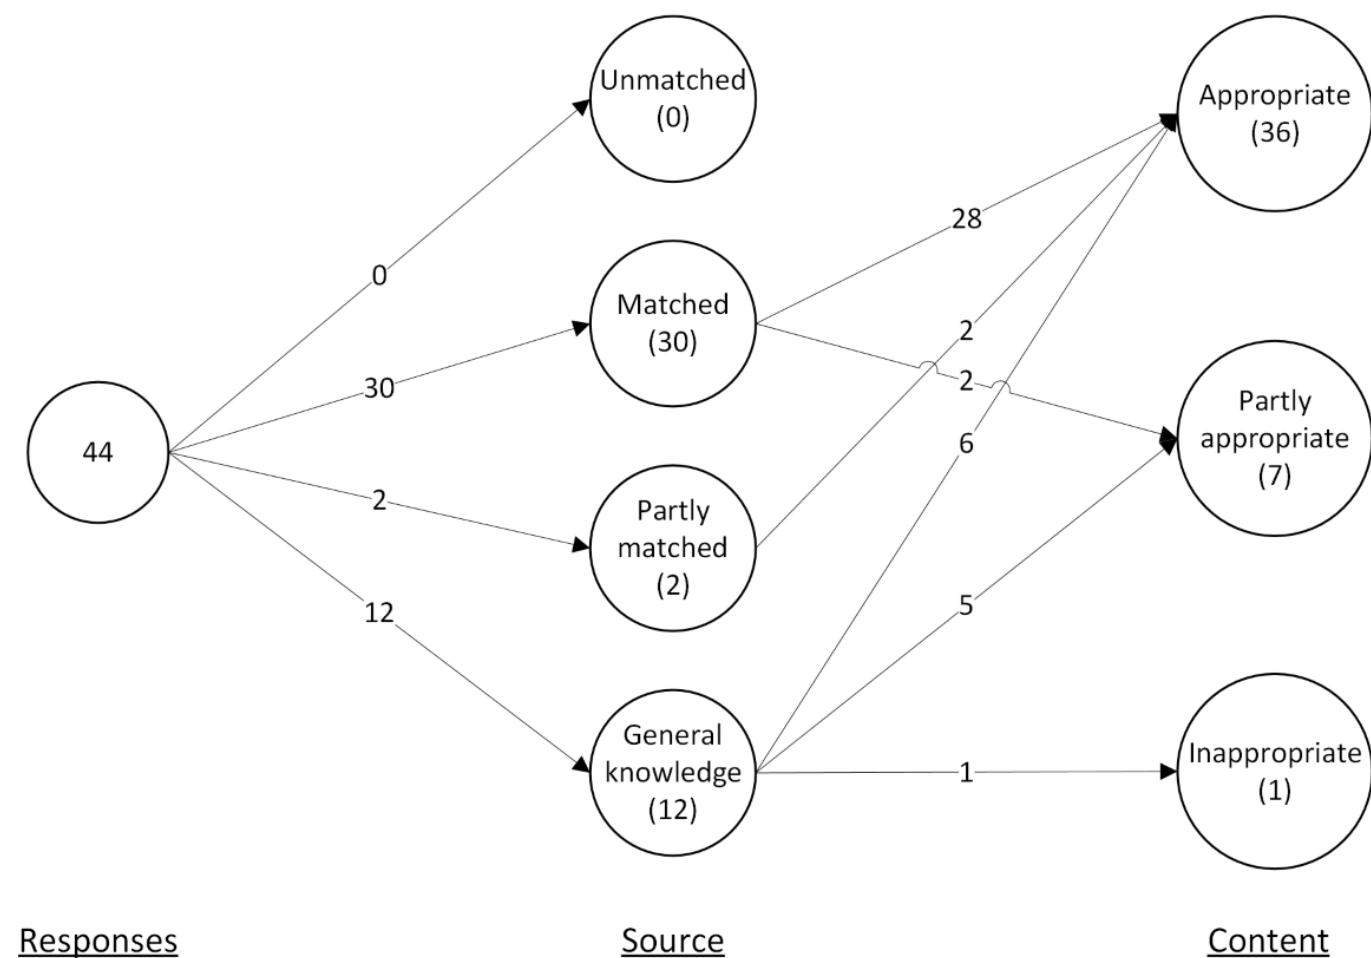 Unmatched
(0)
Appropriate
(36)
0
28
Matched
(30)
30
2
2
6
Partly
appropriate
(7)
44
2
Partly
matched
(2)
12
5
General
knowledge
(12)
1
Inappropriate
(1)
Responses
Source
Content